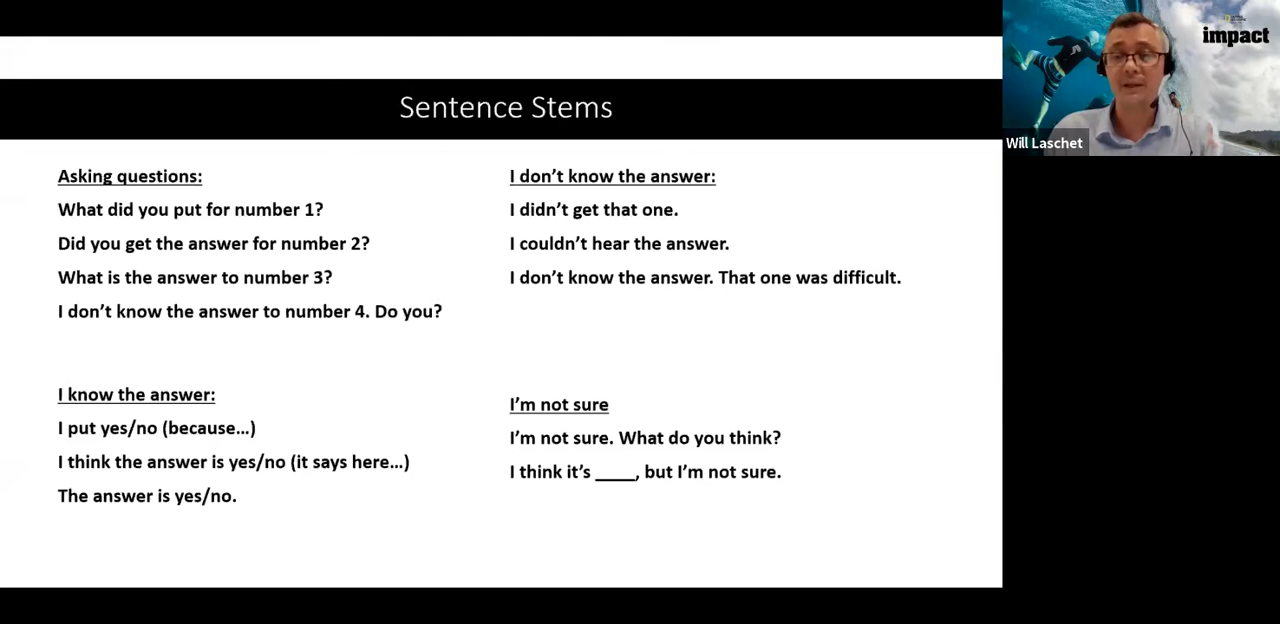 Sentence Stems
Asking questions:
What did you put for number 1?
Did you get the answer for number 2?
What is the answer to number 3?
I don’t know the answer to number 4. Do you?
I don’t know the answer:
I didn’t get that one.
I couldn’t hear the answer.
I don’t know the answer. That one was difficult.
I know the answer:
I put yes/no (because…)
I think the answer is yes/no (it says here…)
The answer is yes/no.
I’m not sure
I’m not sure. What do you think?
I think it’s ____, but I’m not sure.
impact
Will Laschet